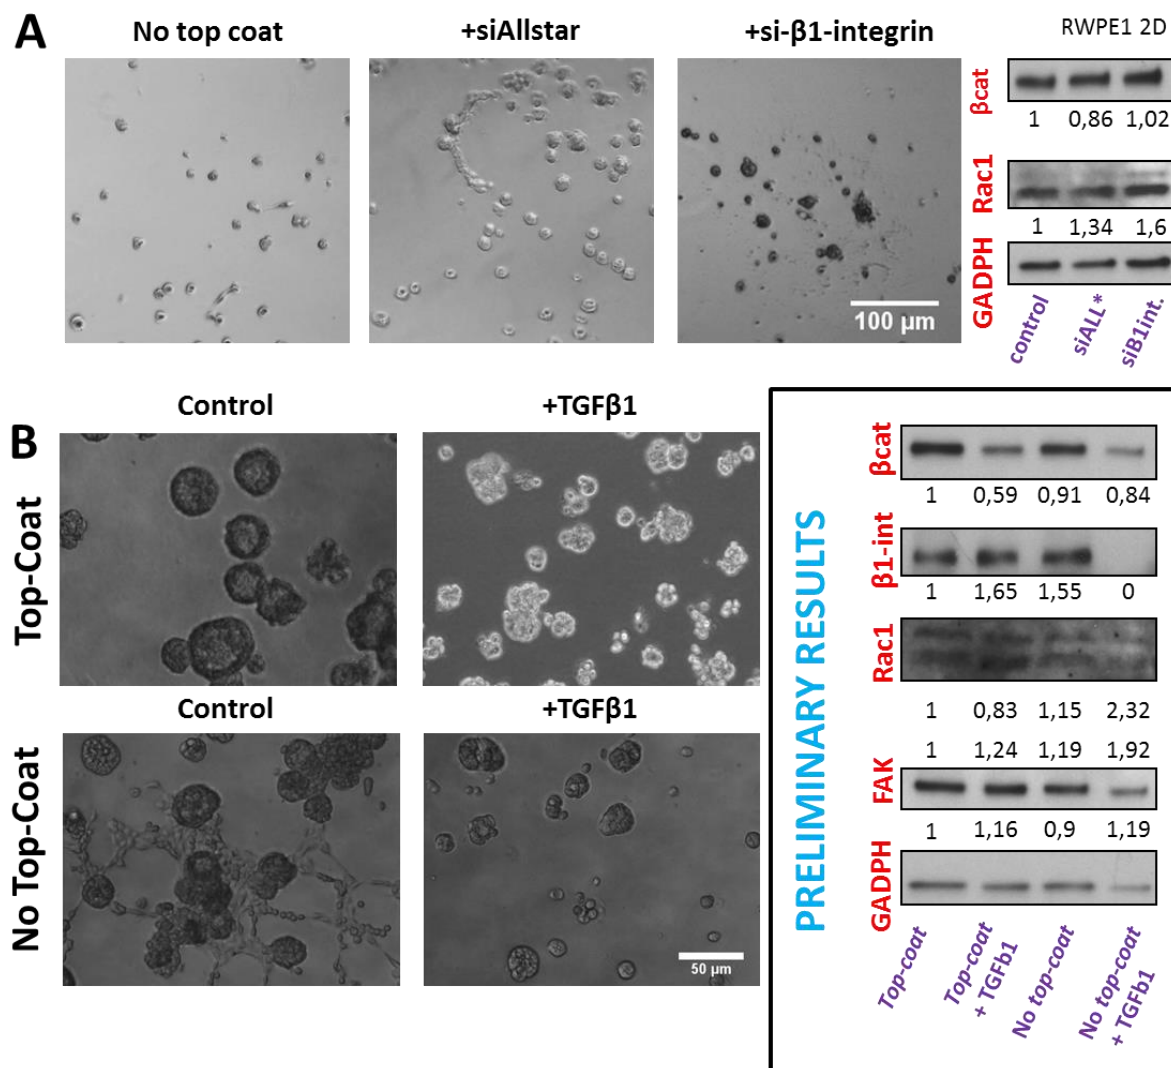 A
No top coat
+siAllstar
+si-β1-integrin
100 µm
RWPE1 2D
βcat
1 0,86 1,02
Rac1
1 1,34 1,6
GADPH
control siALL* siB1int.
B
Control
+TGFβ1
Top-Coat
Control
+TGFβ1
No Top-Coat
50 µm
PRELIMINARY RESULTS
βcat
1 0,59 0,91 0,84
β1-int
1 1,65 1,55 0
Rac1
1 0,83 1,15 2,32
1 1,24 1,19 1,92
FAK
1 1,16 0,9 1,19
GADPH
Top-coat
Top-coat
+ TGFb1
No top-coat
No top-coat
+ TGFb1